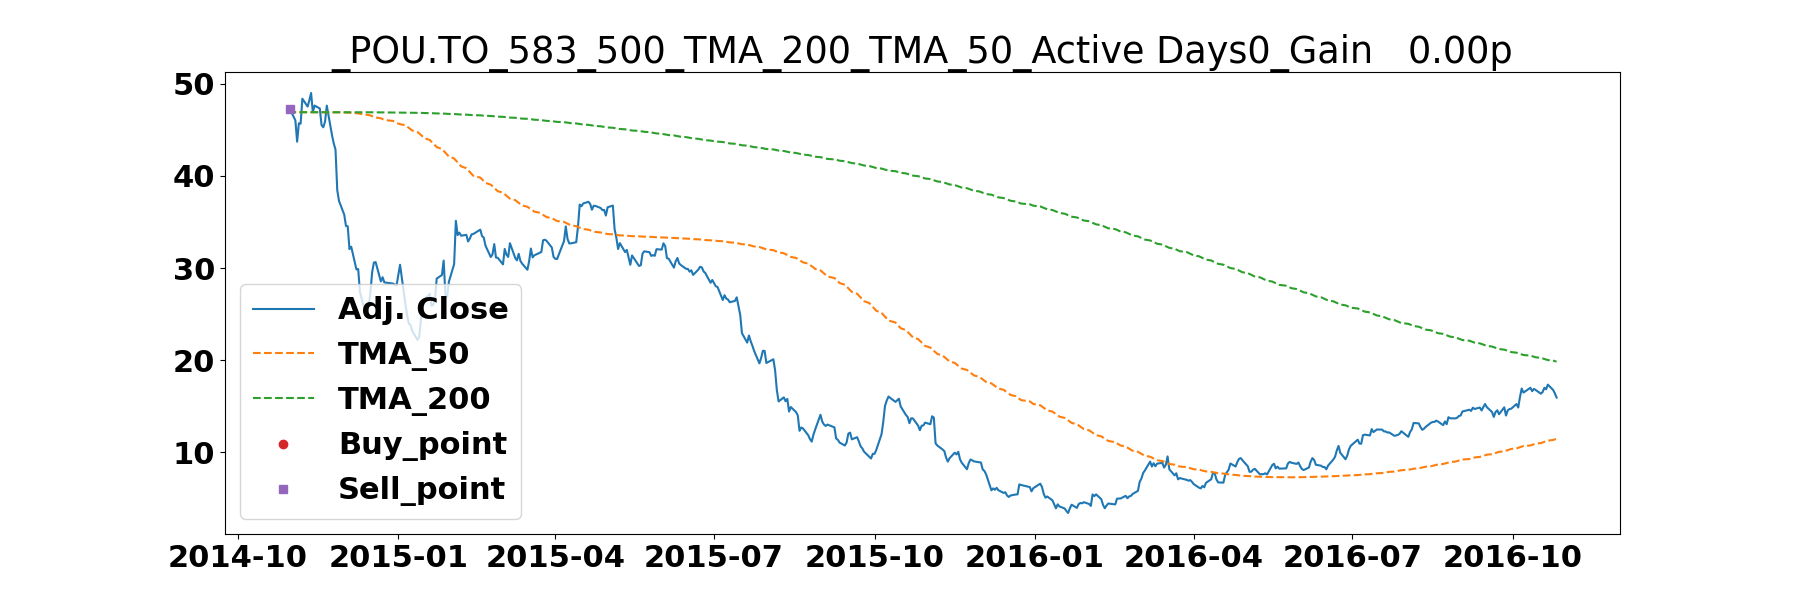 _POU.TO_583_500_TMA_200_TMA_50_Active Days0_Gain   0.00p
50
40
30
20
10
Adj. Close
TMA_50
TMA_200
Buy_point
Sell_point
2014-10 2015-01 2015-04 2015-07 2015-10 2016-01 2016-04 2016-07 2016-10